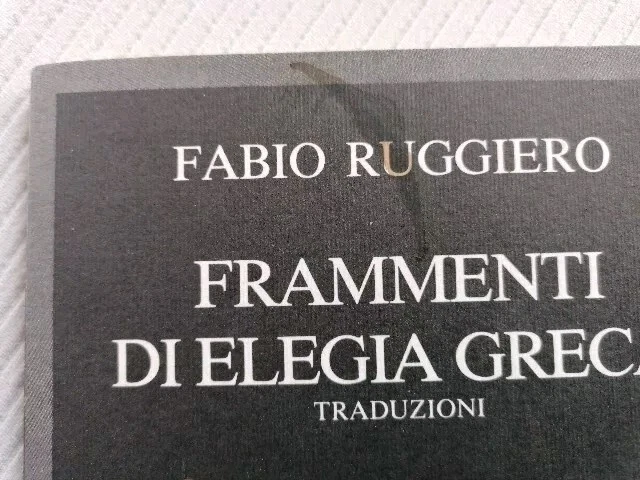 FABIO RUGGIERO
FRAMMENTI
DI ELEGIA GRECA
TRADUZIONI